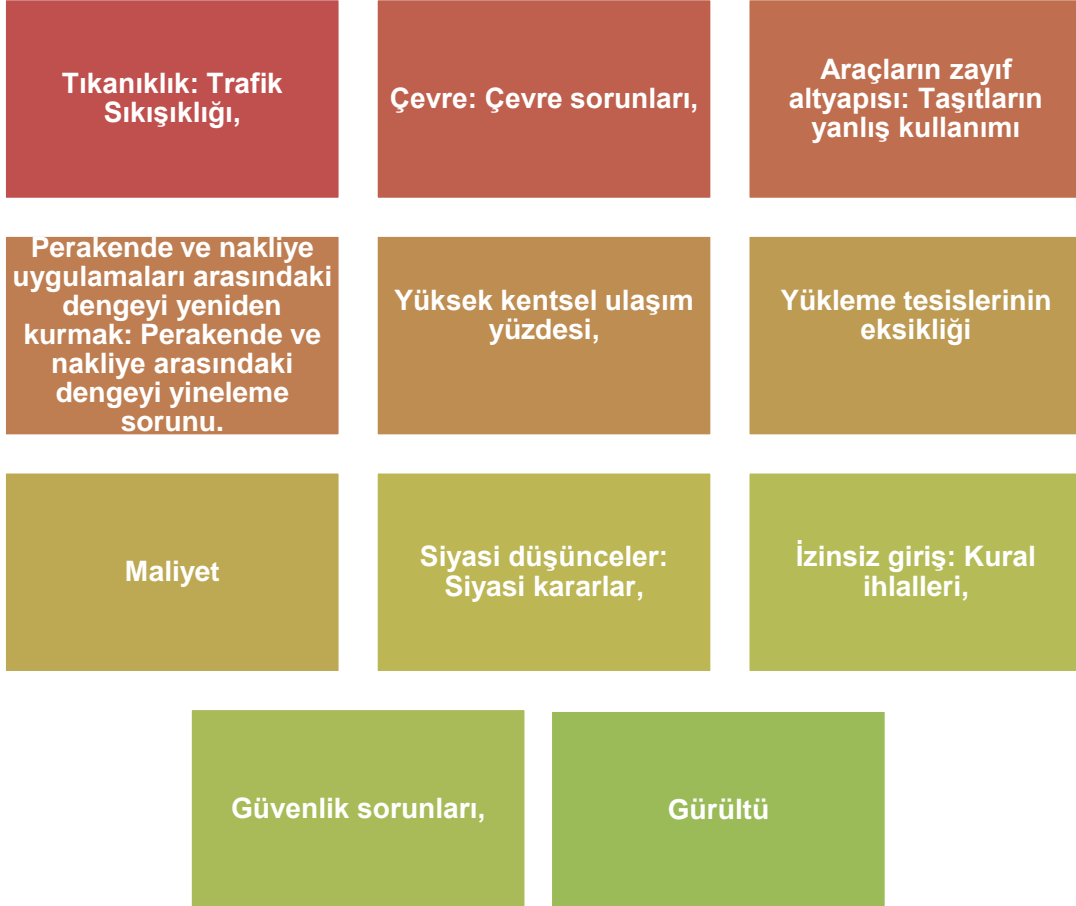 Tıkanıklık: Trafik
Sıkışıklığı,
Çevre: Çevre sorunları,
Araçların zayıf
altyapısı: Taşıtların
yanlış kullanımı
Perakende ve nakliye
uygulamaları arasındaki
dengeyi yeniden
kurmak: Perakende ve
nakliye arasındaki
dengeyi yineleme
sorunu.
Yüksek kentsel ulaşım
yüzdesi,
Yükleme tesislerinin
eksikliği
Maliyet
Siyasi düşünceler:
Siyasi kararlar,
İzinsiz giriş: Kural
ihlalleri,
Güvenlik sorunları,
Gürültü